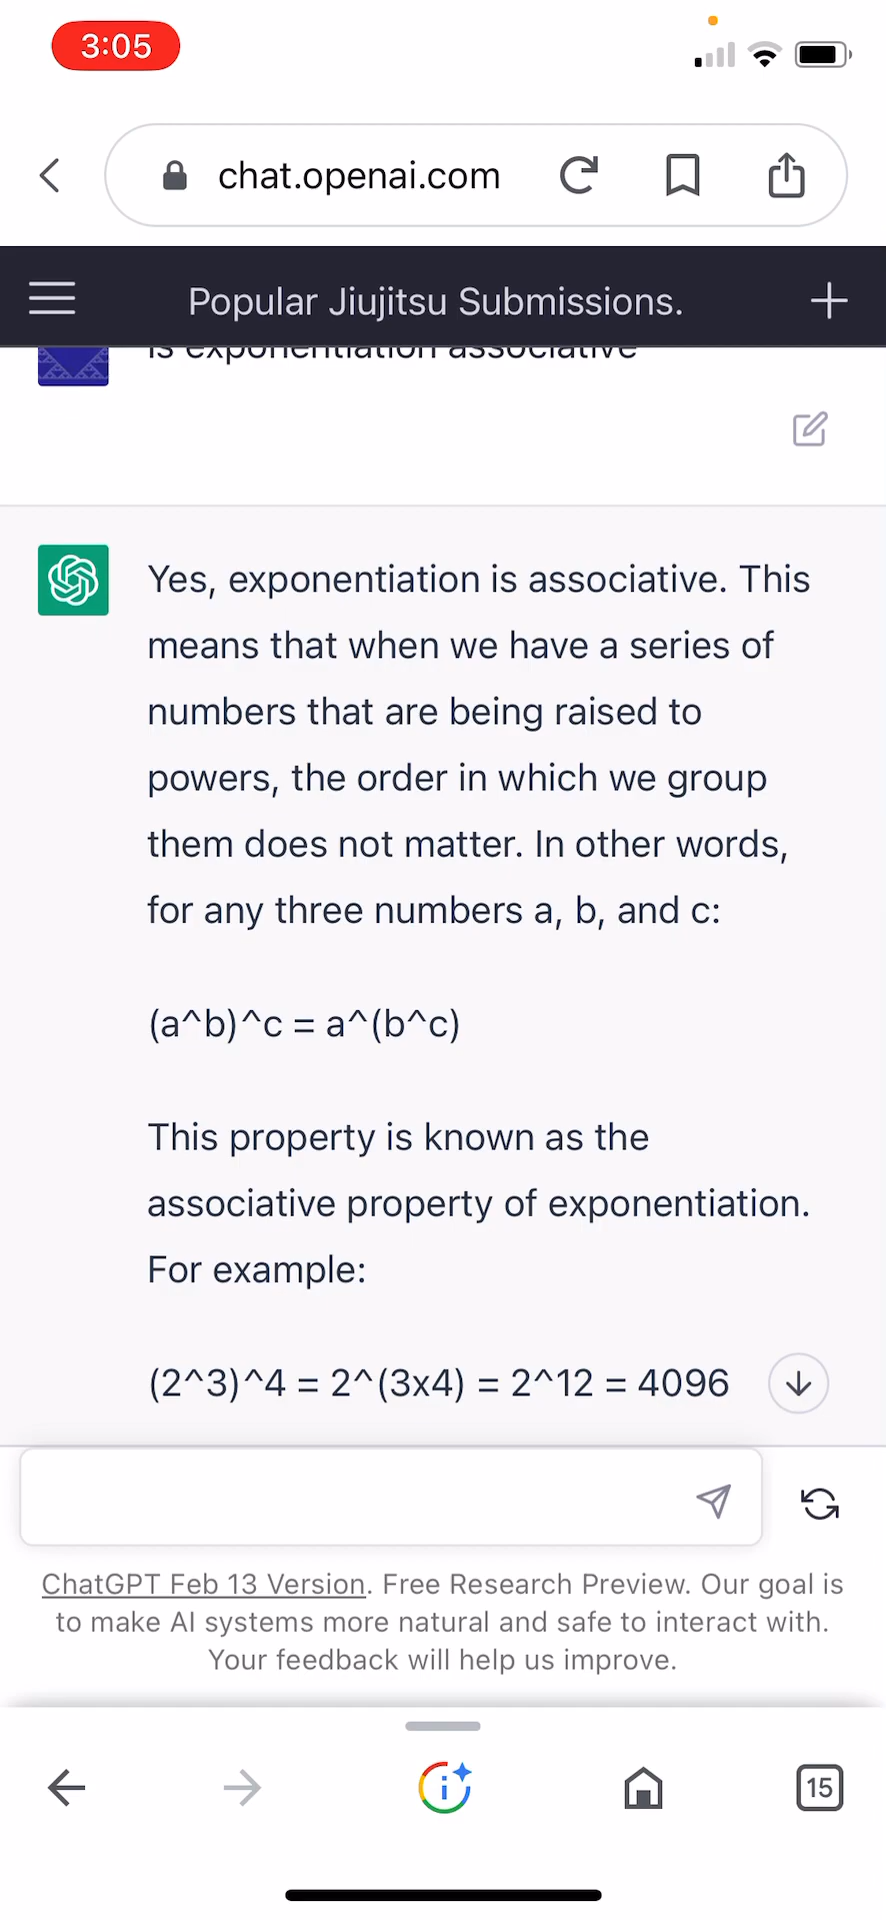 3:05
chat.openai.com
Popular Jiujitsu Submissions.
is exponentiation associative
Yes, exponentiation is associative. This
means that when we have a series of
numbers that are being raised to
powers, the order in which we group
them does not matter. In other words,
for any three numbers a, b, and c:
(a^b)^c = a^(b^c)
This property is known as the
associative property of exponentiation.
For example:
(2^3)^4 = 2^(3x4) = 2^12 = 4096
ChatGPT Feb 13 Version. Free Research Preview. Our goal is
to make AI systems more natural and safe to interact with.
Your feedback will help us improve.
15